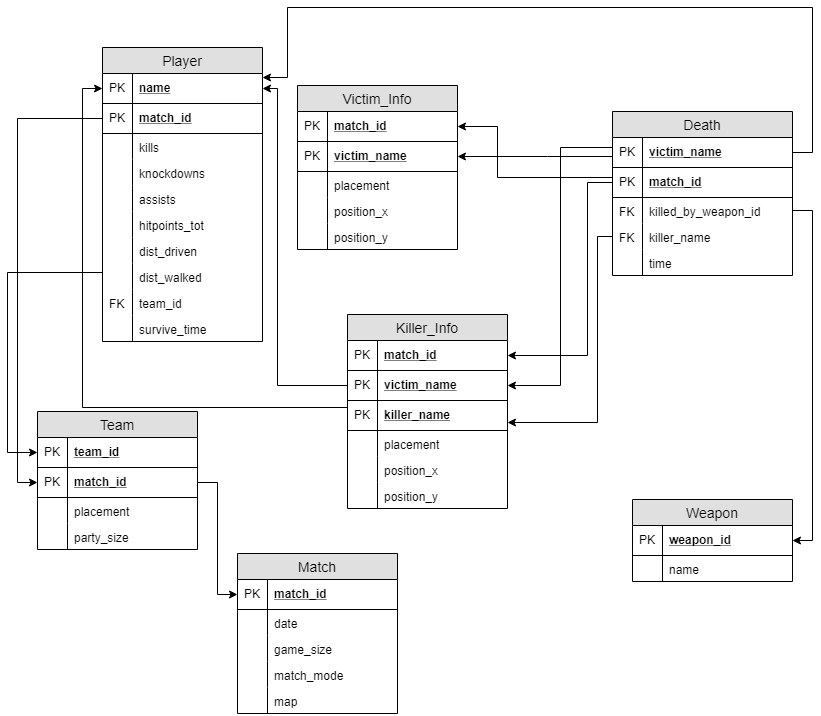 Player
PK name
PK match_id
kills
knockdowns
assists
hitpoints_tot
dist_driven
dist_walked
FK team_id
survive_time
Victim_Info
PK match_id
PK victim_name
placement
position_x
position_y
Death
PK victim_name
PK match_id
FK killed_by_weapon_id
FK killer_name
time
Killer_Info
PK match_id
PK victim_name
PK killer_name
placement
position_x
position_y
Team
PK team_id
PK match_id
placement
party_size
Weapon
PK weapon_id
name
Match
PK match_id
date
game_size
match_mode
map